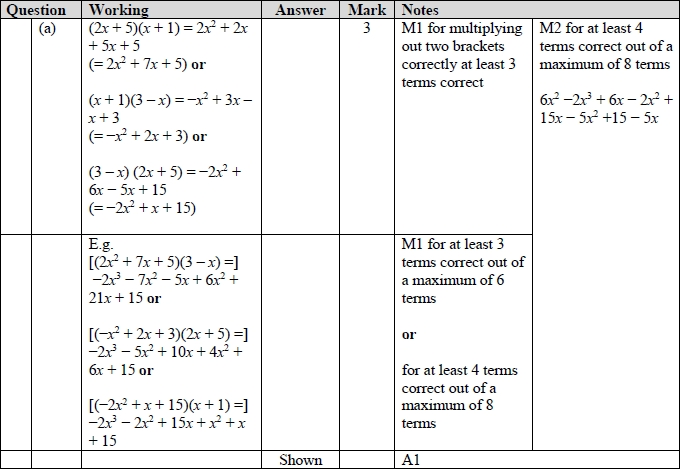 Question Working Answer Mark Notes
(a) (2x + 5)(x + 1) = 2x² + 2x
+ 5x + 5
(= 2x² + 7x + 5) or
(x + 1)(3 – x) = –x² + 3x –
x + 3
(= –x² + 2x + 3) or
(3 – x) (2x + 5) = –2x² +
6x – 5x + 15
(= –2x² + x + 15)
3
M1 for multiplying
out two brackets
correctly at least 3
terms correct
M2 for at least 4
terms correct out of a
maximum of 8 terms
6x² –2x³ + 6x – 2x² +
15x – 5x² +15 – 5x
E.g.
[(2x² + 7x + 5)(3 – x) =]
–2x³ – 7x² – 5x + 6x² +
21x + 15 or
[(–x² + 2x + 3)(2x + 5) =]
–2x³ – 5x² + 10x + 4x² +
6x + 15 or
[(–2x² + x + 15)(x + 1) =]
–2x³ – 2x² + 15x + x² + x
+ 15
M1 for at least 3
terms correct out of
a maximum of 6
terms
or
for at least 4 terms
correct out of a
maximum of 8
terms
Shown A1